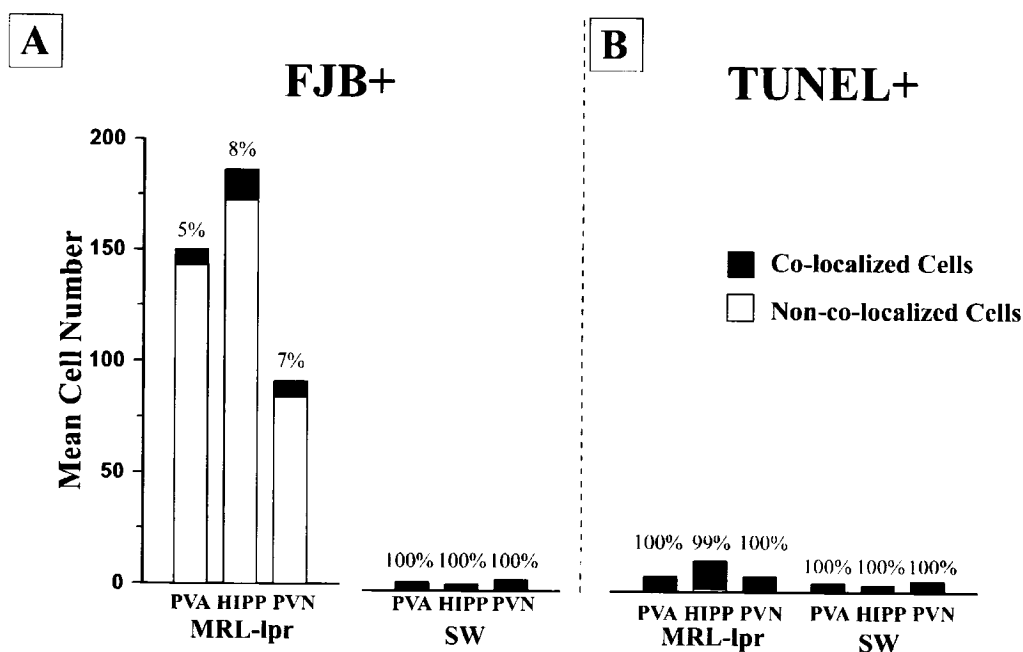 A
FJB+
Mean Cell Number
200
150
100
50
0
5%
8%
7%
PVA HIPP PVN
MRL-lpr
100% 100% 100%
PVA HIPP PVN
SW
B
TUNEL+
Co-localized Cells
Non-co-localized Cells
100% 99% 100%
PVA HIPP PVN
MRL-lpr
100% 100% 100%
PVA HIPP PVN
SW